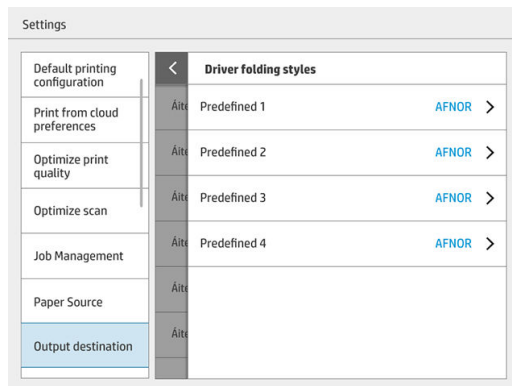 Settings
Default printing
configuration
Print from cloud
preferences
Optimize print
quality
Optimize scan
Job Management
Paper Source
Output destination
Driver folding styles
Predefined 1 AFNOR
Predefined 2 AFNOR
Predefined 3 AFNOR
Predefined 4 AFNOR